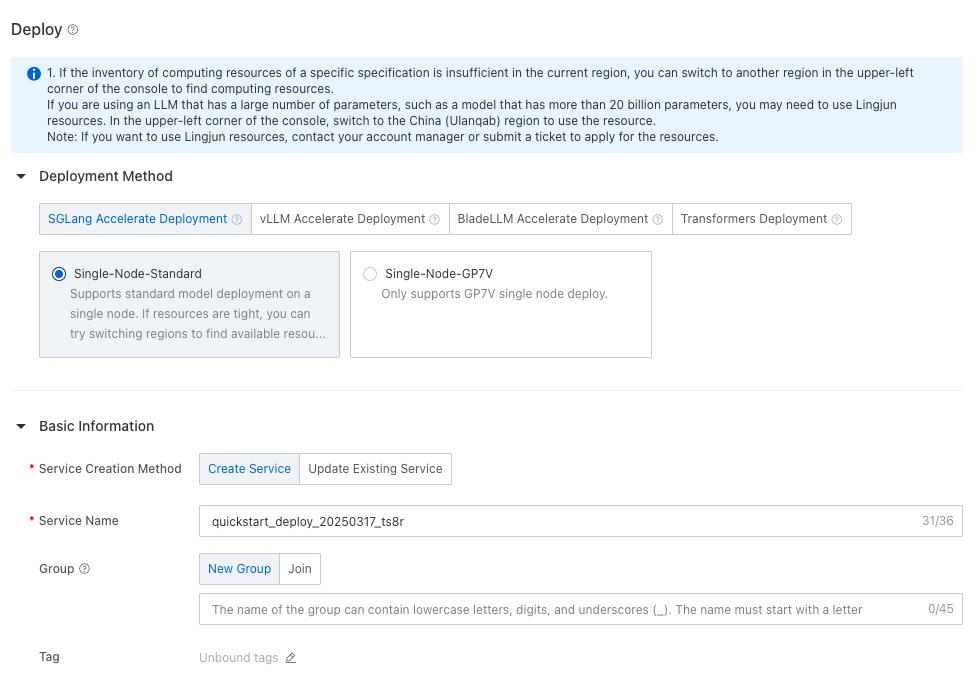 Deploy
1. If the inventory of computing resources of a specific specification is insufficient in the current region, you can switch to another region in the upper-left
corner of the console to find computing resources.
If you are using an LLM that has a large number of parameters, such as a model that has more than 20 billion parameters, you may need to use Lingjun
resources. In the upper-left corner of the console, switch to the China (Ulanqab) region to use the resource.
Note: If you want to use Lingjun resources, contact your account manager or submit a ticket to apply for the resources.
Deployment Method
SGLang Accelerate Deployment vLLM Accelerate Deployment BladeLLM Accelerate Deployment Transformers Deployment
Single-Node-Standard
Supports standard model deployment on a
single node. If resources are tight, you can
try switching regions to find available resou...
Single-Node-GP7V
Only supports GP7V single node deploy.
Basic Information
* Service Creation Method Create Service Update Existing Service
* Service Name quickstart_deploy_20250317_ts8r 31/36
Group New Group Join
The name of the group can contain lowercase letters, digits, and underscores (_). The name must start with a letter 0/45
Tag Unbound tags